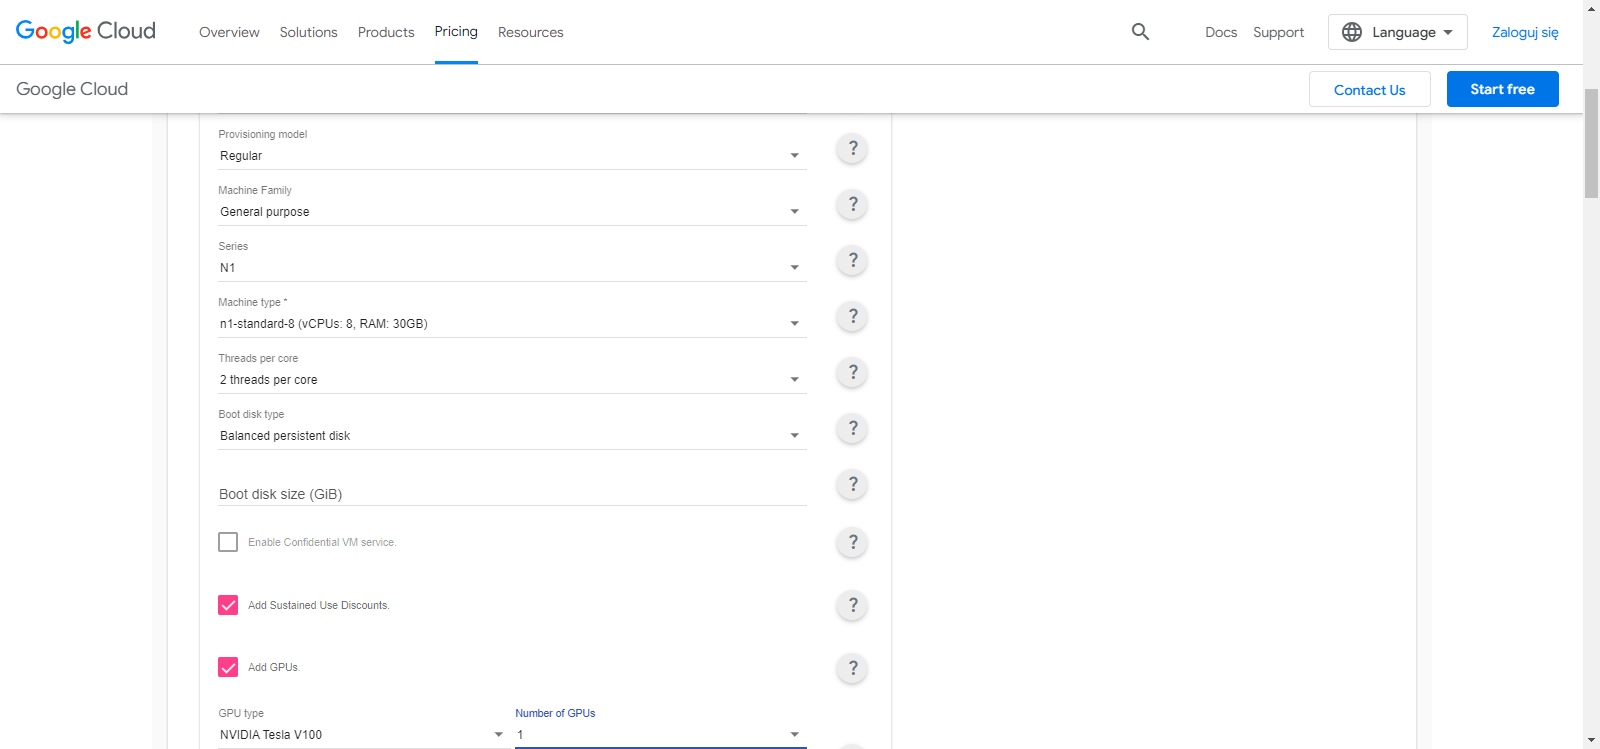 Google Cloud
Overview Solutions Products Pricing Resources Docs Support Language Zaloguj się
Google Cloud
Contact Us
Start free
Provisioning model
Regular
?
Machine Family
General purpose
?
Series
N1
?
Machine type *
n1-standard-8 (vCPUs: 8, RAM: 30GB)
?
Threads per core
2 threads per core
?
Boot disk type
Balanced persistent disk
?
Boot disk size (GiB)
?
Enable Confidential VM service.
?
Add Sustained Use Discounts.
?
Add GPUs.
?
GPU type
NVIDIA Tesla V100
Number of GPUs
1